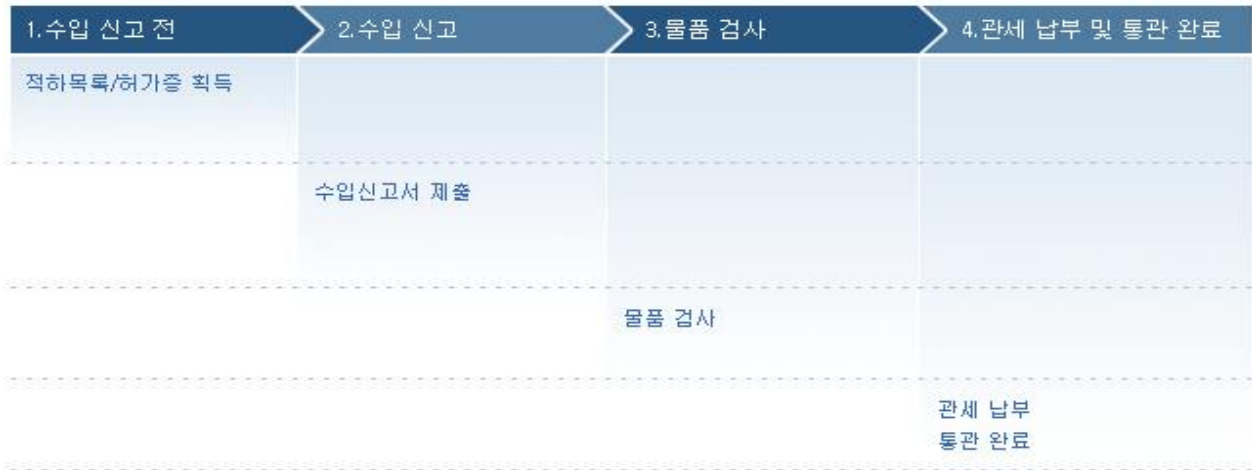 1.수입 신고 전
2.수입 신고
3.물품 검사
4.관세 납부 및 통관 완료
적하목록/허가증 획득
수입신고서 제출
물품 검사
관세 납부
통관 완료